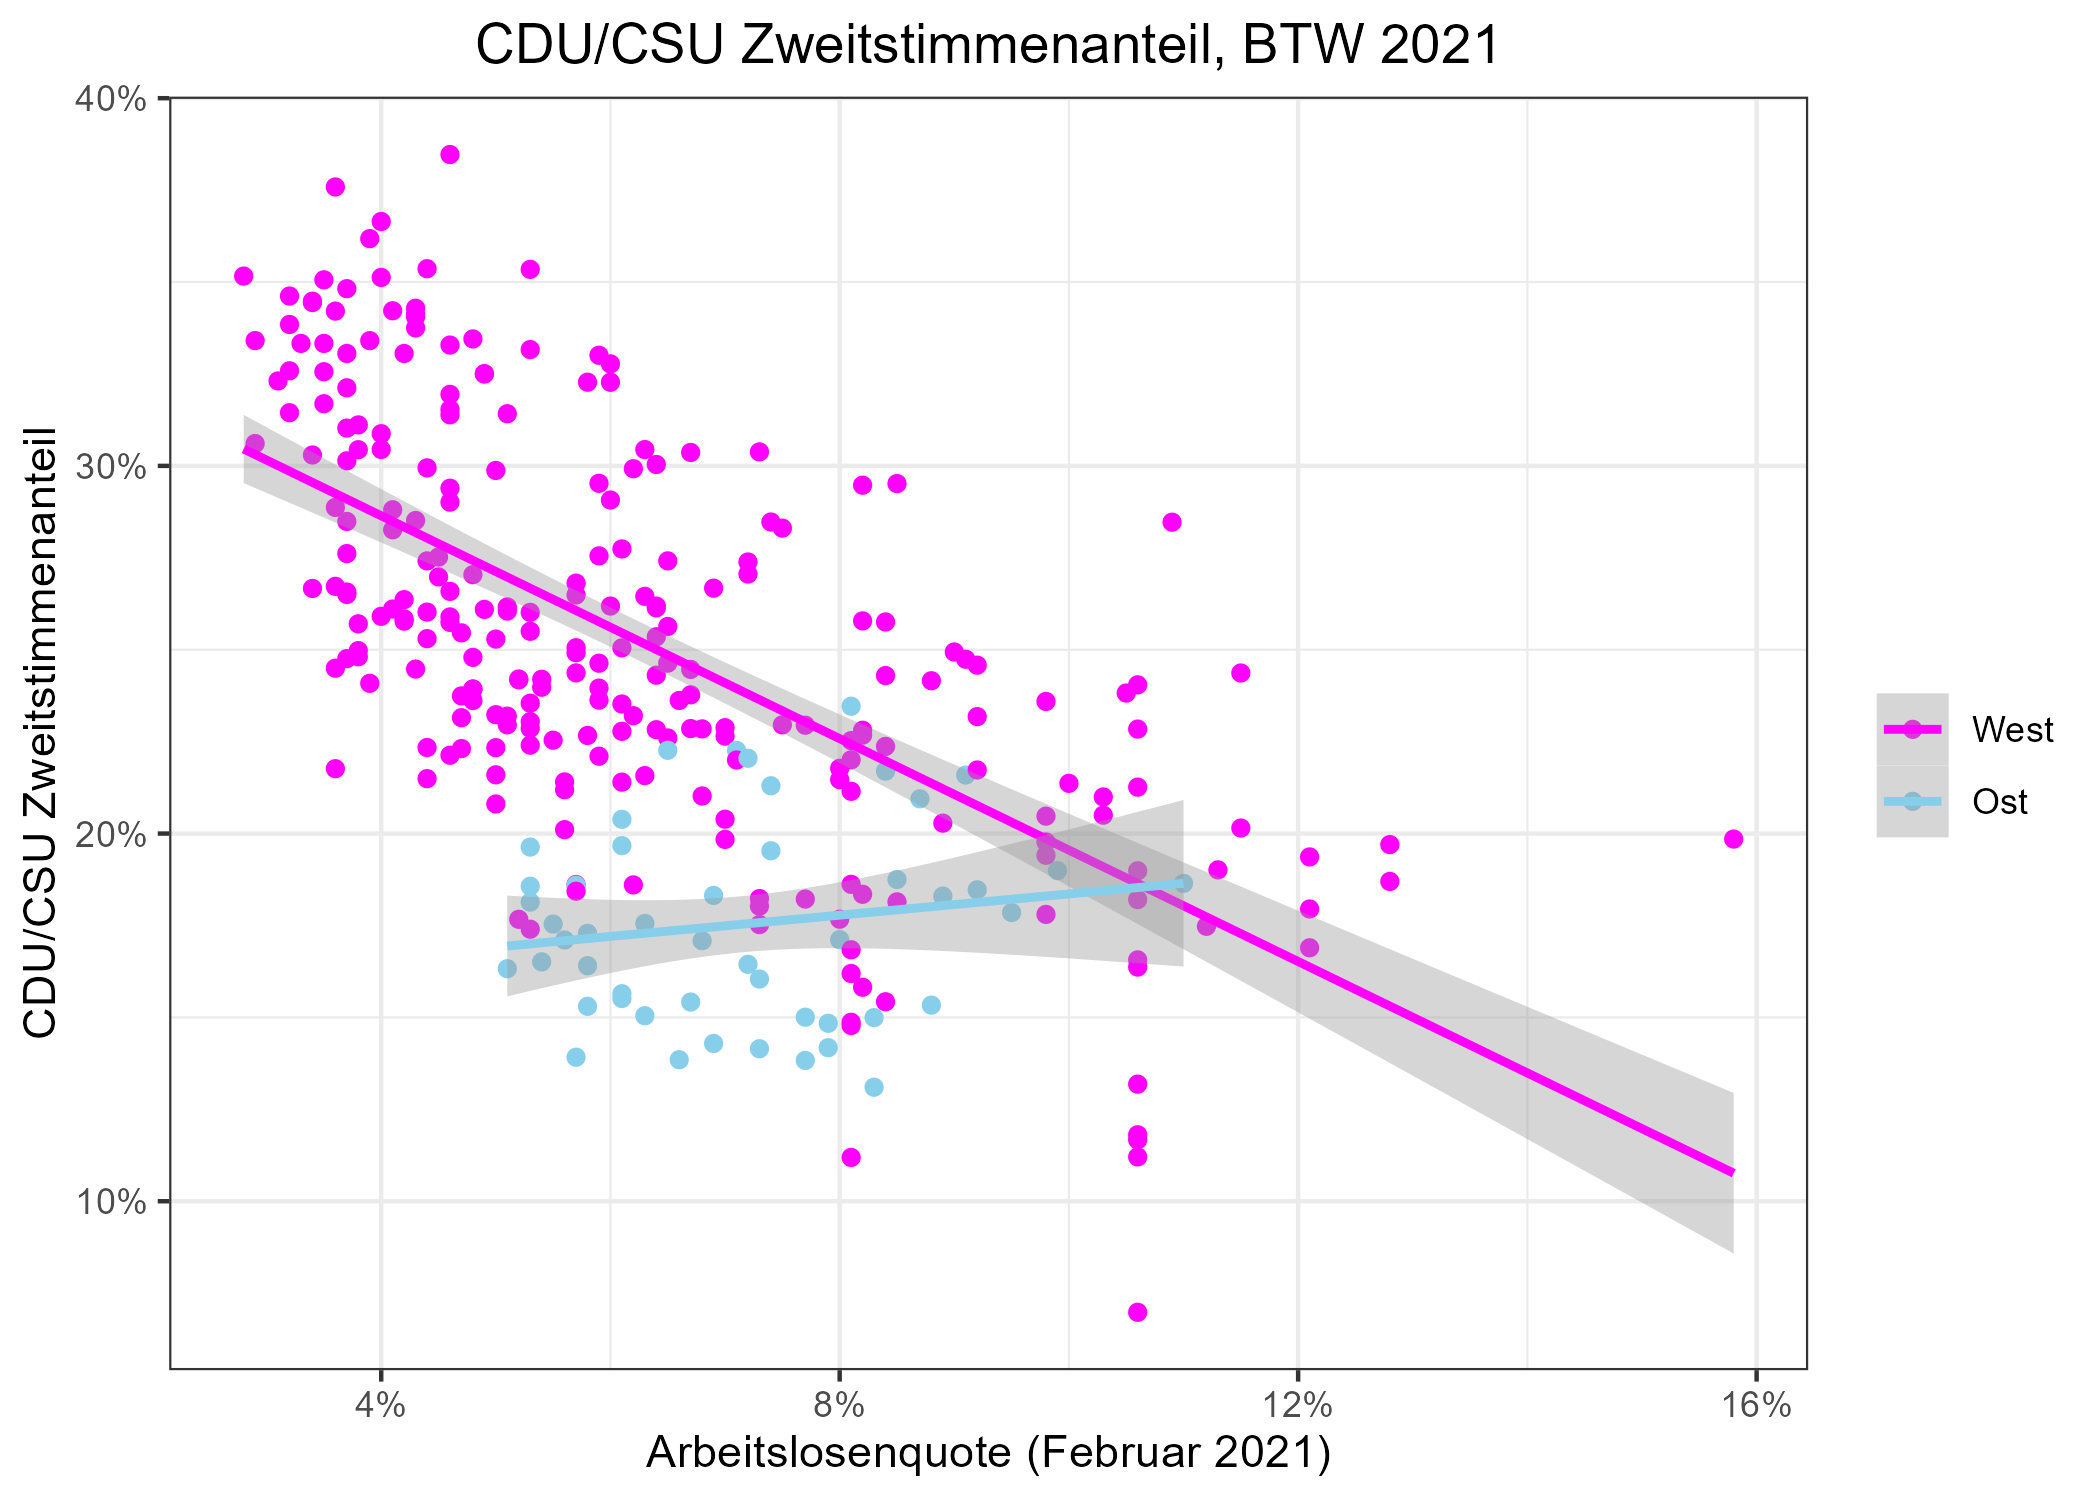 CDU/CSU Zweitstimmenanteil, BTW 2021
40%
30%
20%
10%
CDU/CSU Zweitstimmenanteil
4%
8%
12%
16%
Arbeitslosenquote (Februar 2021)
West
Ost